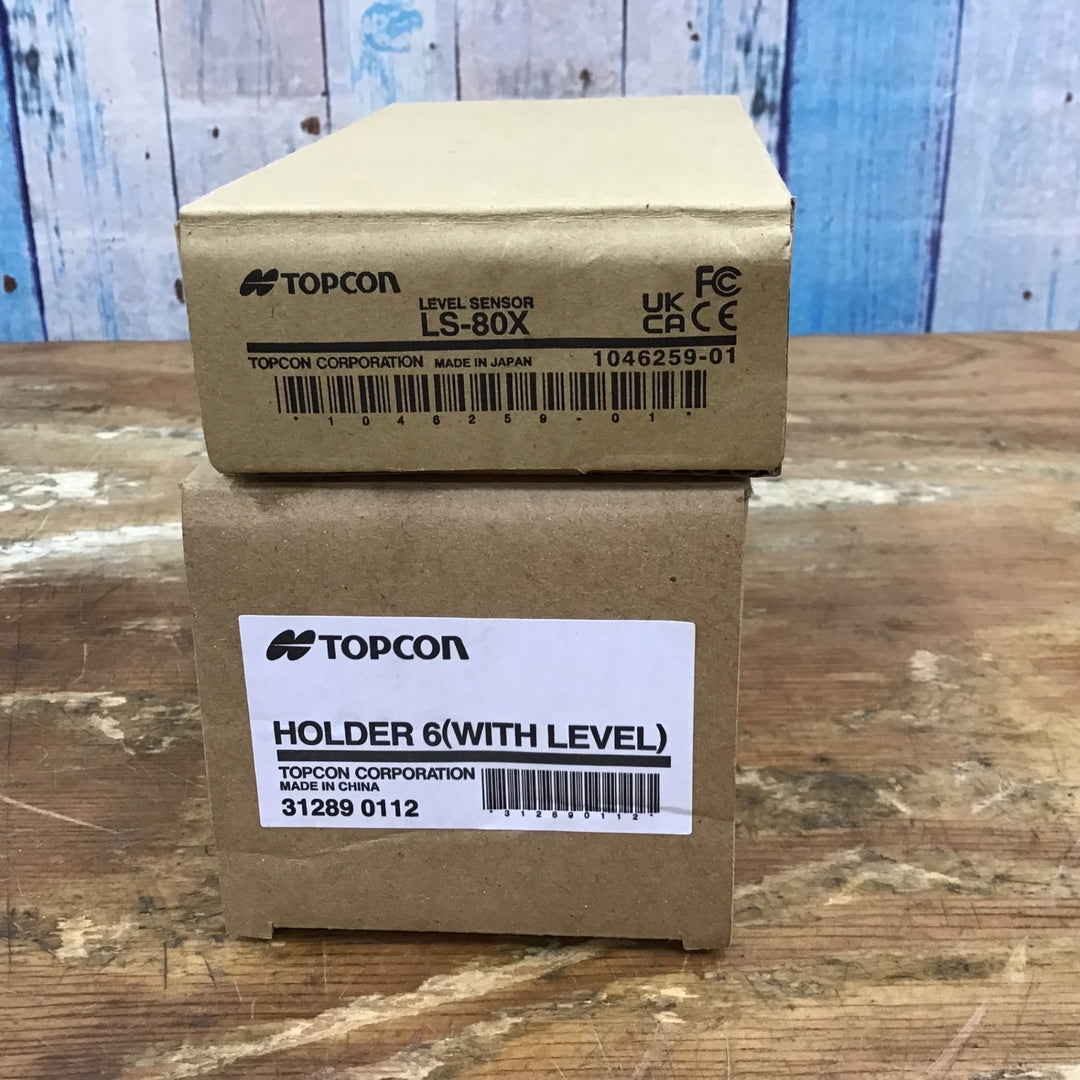 TOPCON
FC
LEVEL SENSOR
LS-80X
UK
CA CE
TOPCON CORPORATION MADE IN JAPAN 1046259-01
*1046259-01*
TOPCON
HOLDER 6(WITH LEVEL)
TOPCON CORPORATION
MADE IN CHINA
31289 0112
*312890112*